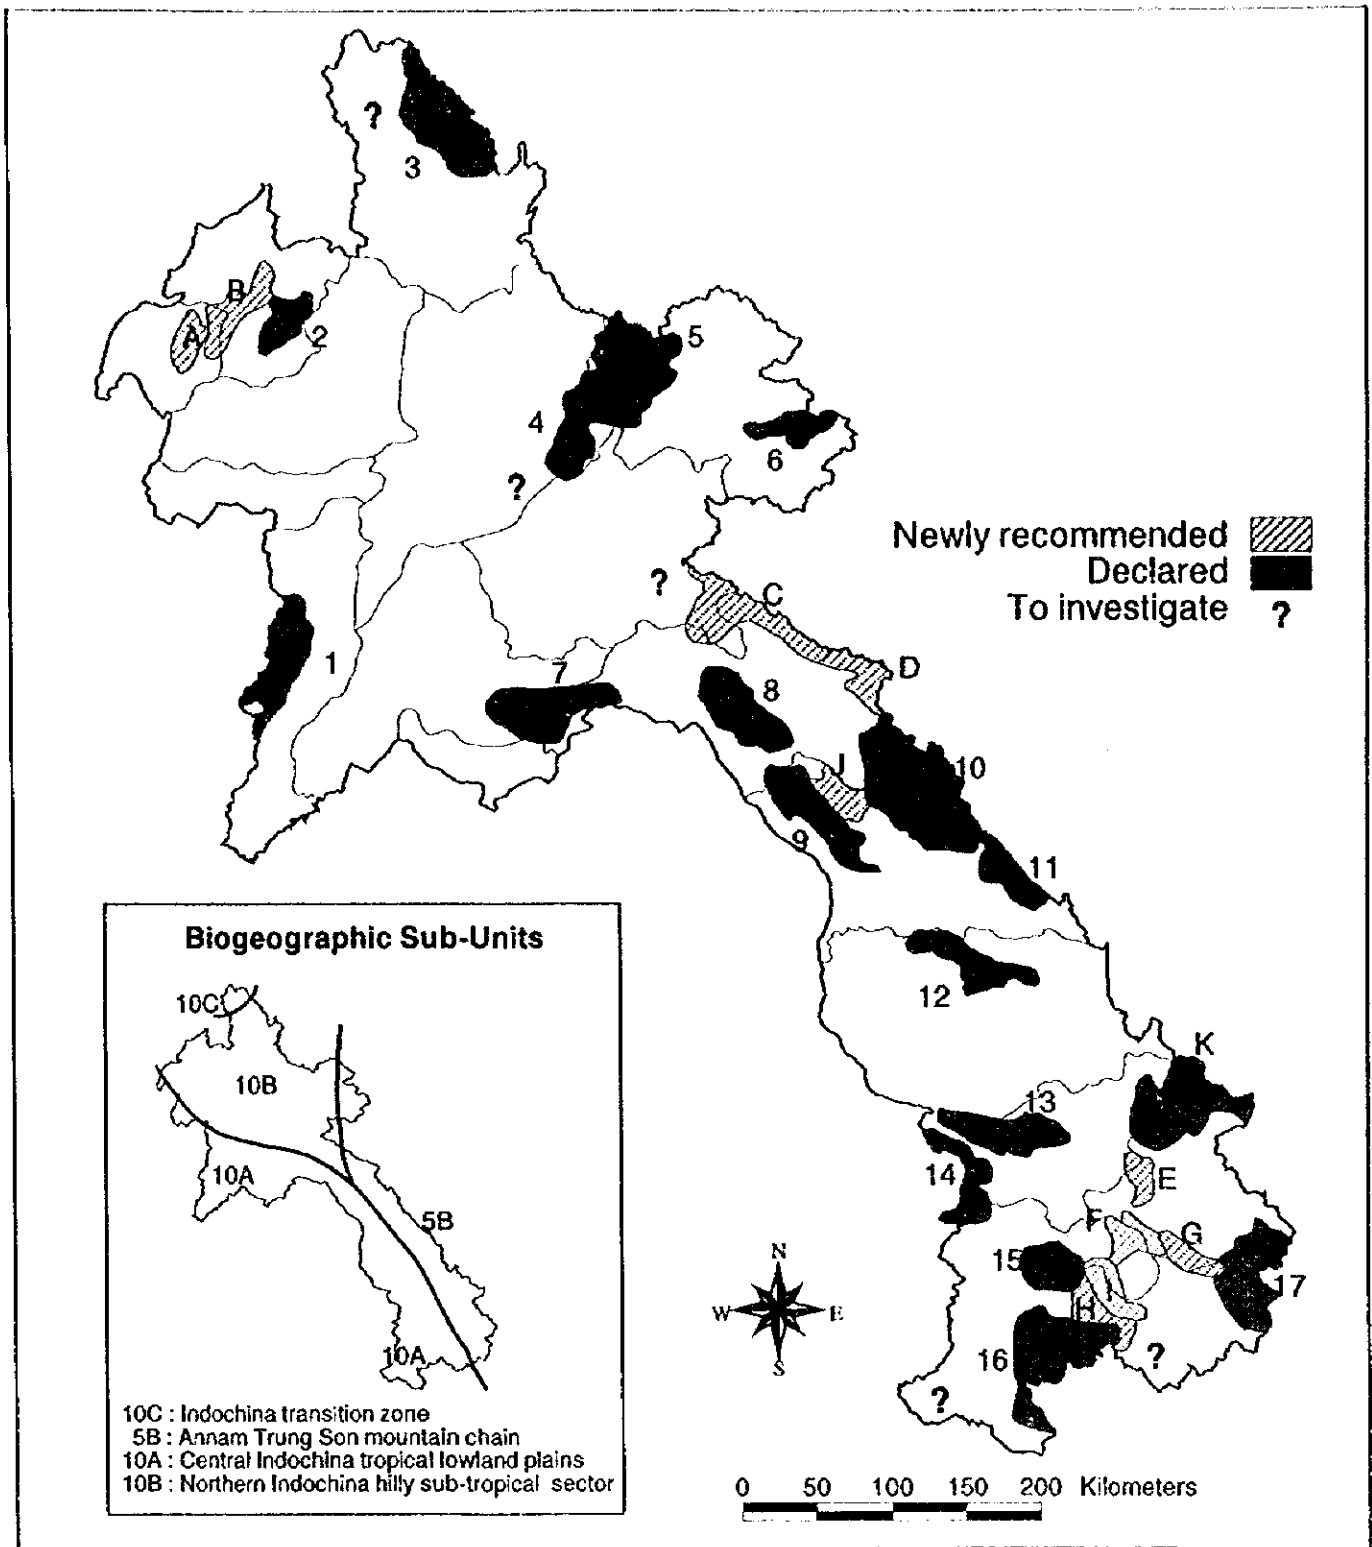 ?
3
B
A
2
5
4
6
?
Newly recommended
Declared
To investigate ?
?
C
1
D
7
8
J
10
9
11
Biogeographic Sub-Units
10C
10B
10A
5B
10A
10C : Indochina transition zone
5B : Annam Trung Son mountain chain
10A : Central Indochina tropical lowland plains
10B : Northern Indochina hilly sub-tropical sector
12
K
13
14
E
F
G
15
17
I
H
16
?
?
N
W E
S
0 50 100 150 200 Kilometers